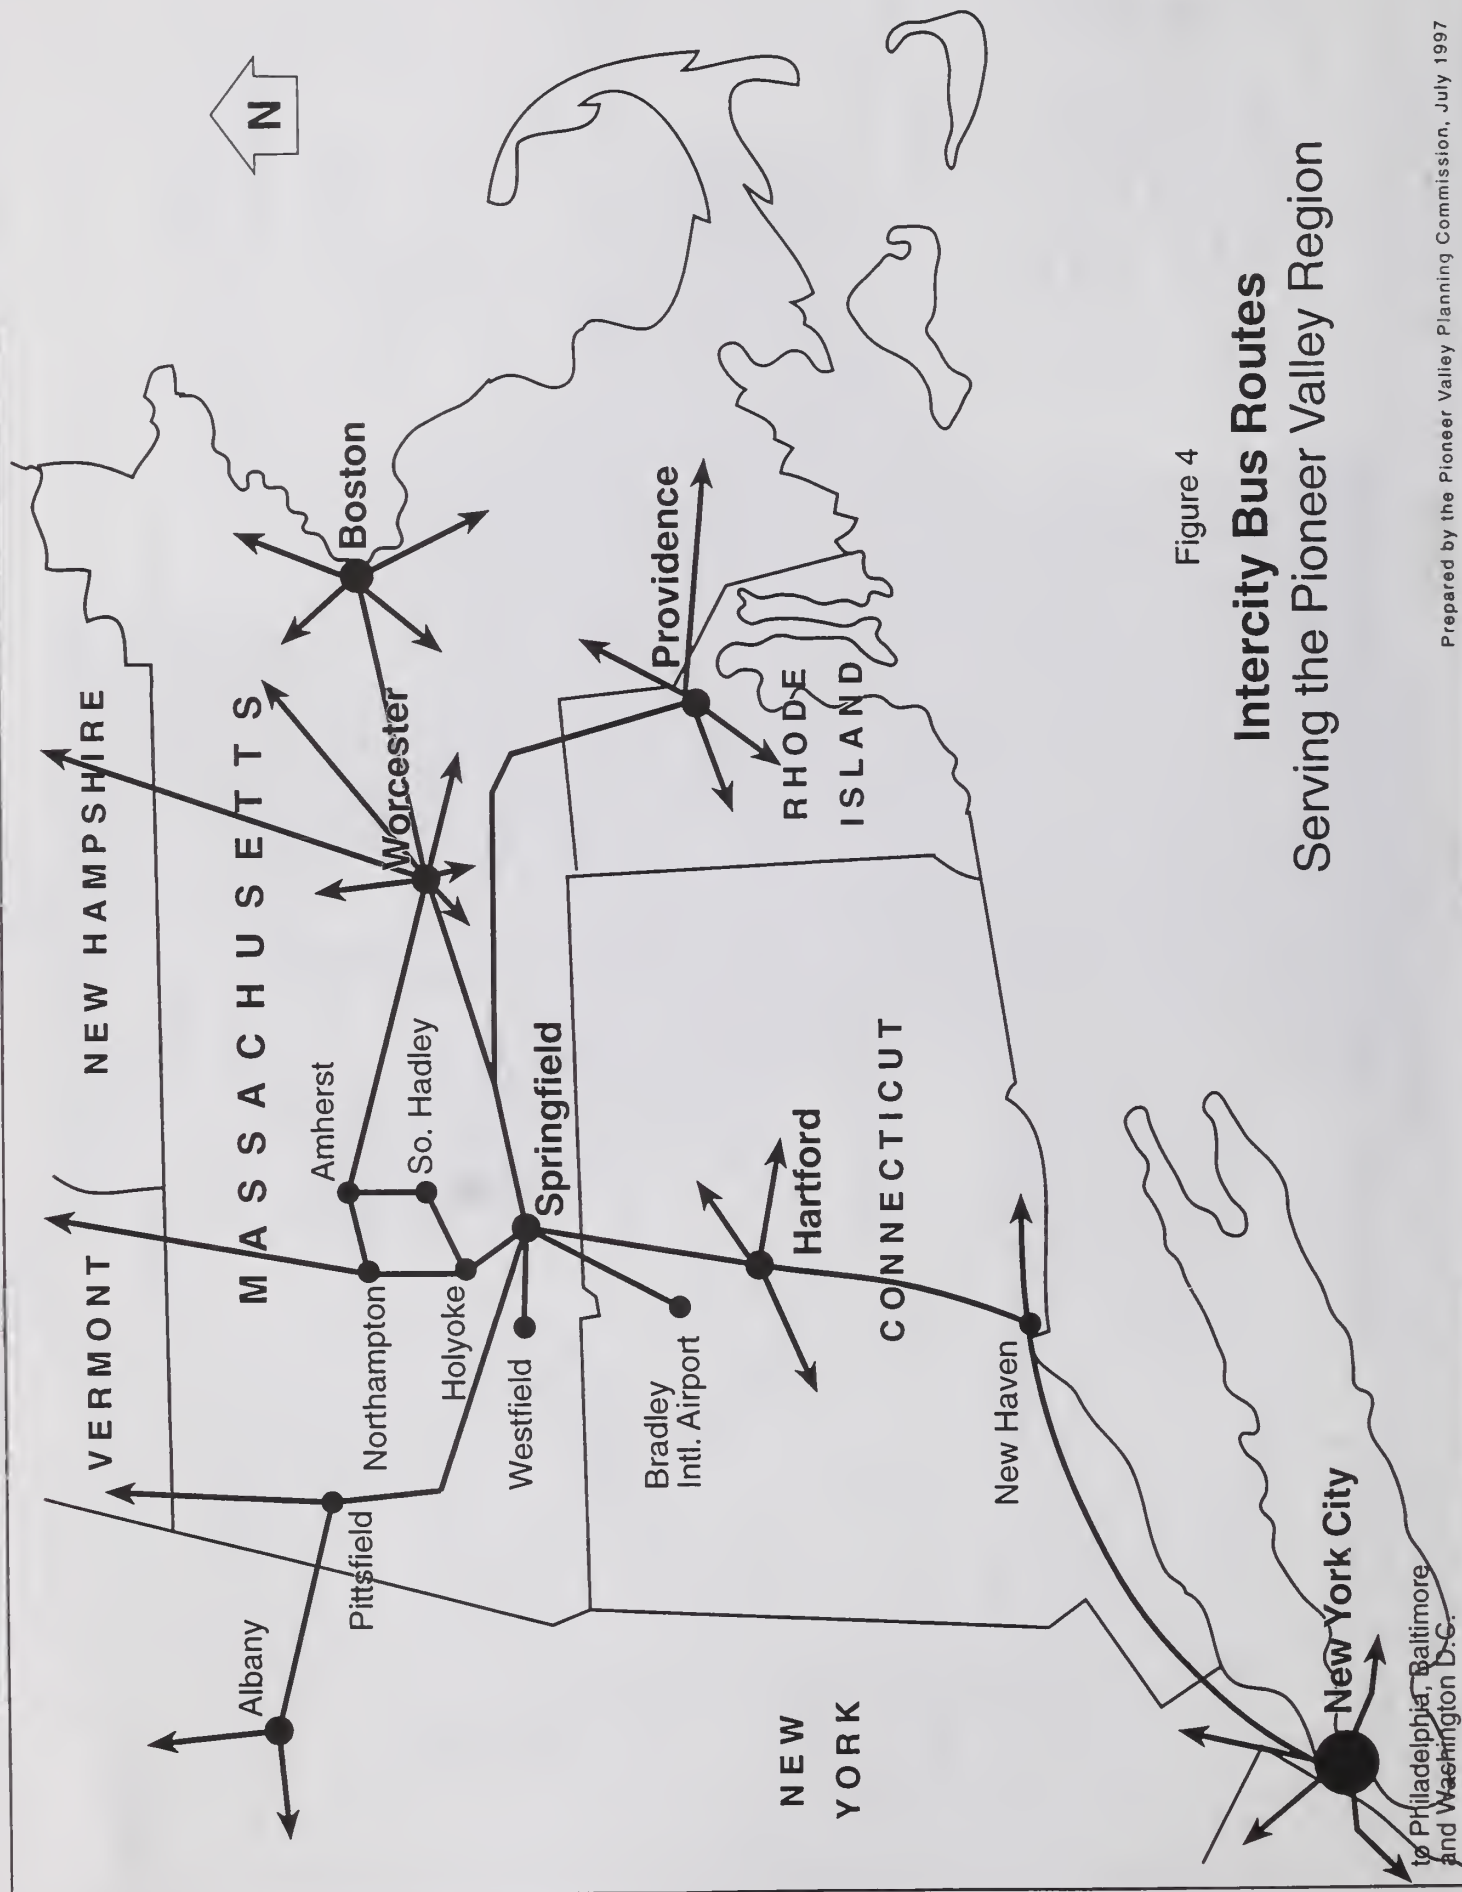 N
VERMONT
NEW HAMPSHIRE
MASSACHUSETTS
Albany
Pittsfield
Northampton
Amherst
Holyoke
So. Hadley
Worcester
Boston
Westfield
Springfield
Bradley
Intl. Airport
Hartford
Providence
RHODE
ISLAND
CONNECTICUT
NEW
YORK
New Haven
New York City
to Philadelphia, Baltimore
and Washington D.C.
Figure 4
Intercity Bus Routes
Serving the Pioneer Valley Region
Prepared by the Pioneer Valley Planning Commission, July 1997